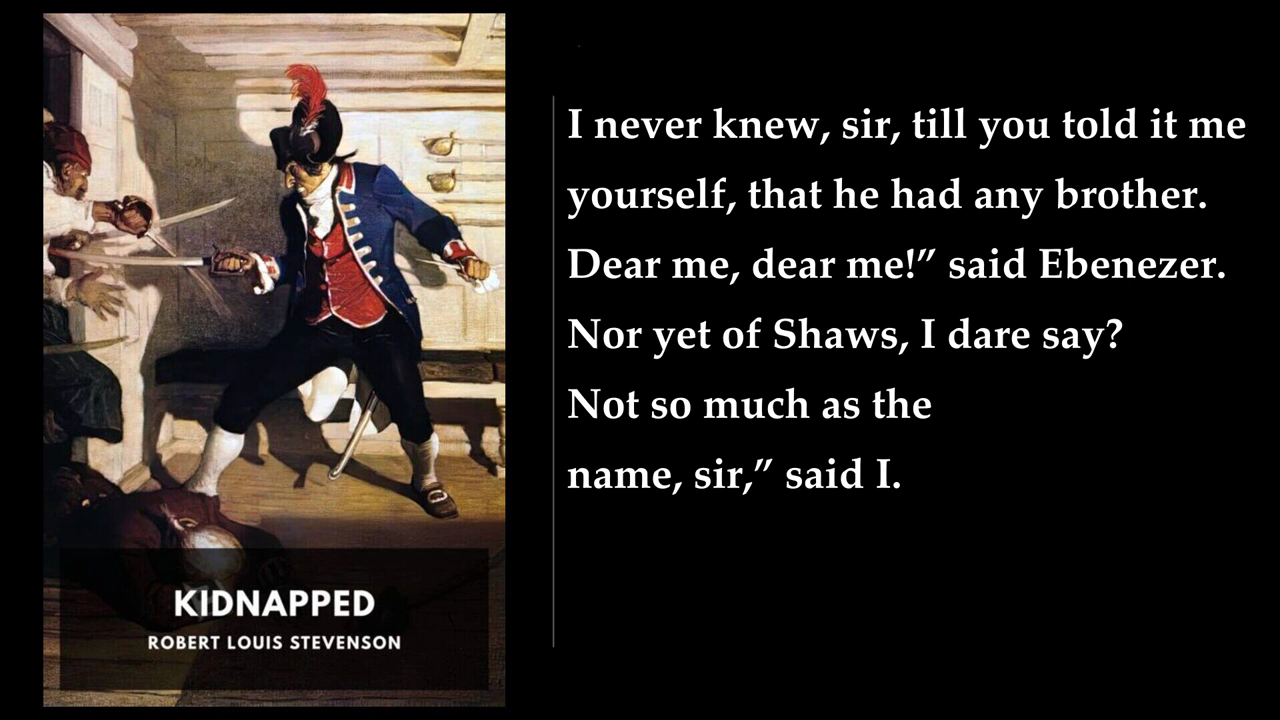 I never knew, sir, till you told it me
yourself, that he had any brother.
Dear me, dear me!” said Ebenezer.
Nor yet of Shaws, I dare say?
Not so much as the
name, sir,” said I.
KIDNAPPED
ROBERT LOUIS STEVENSON